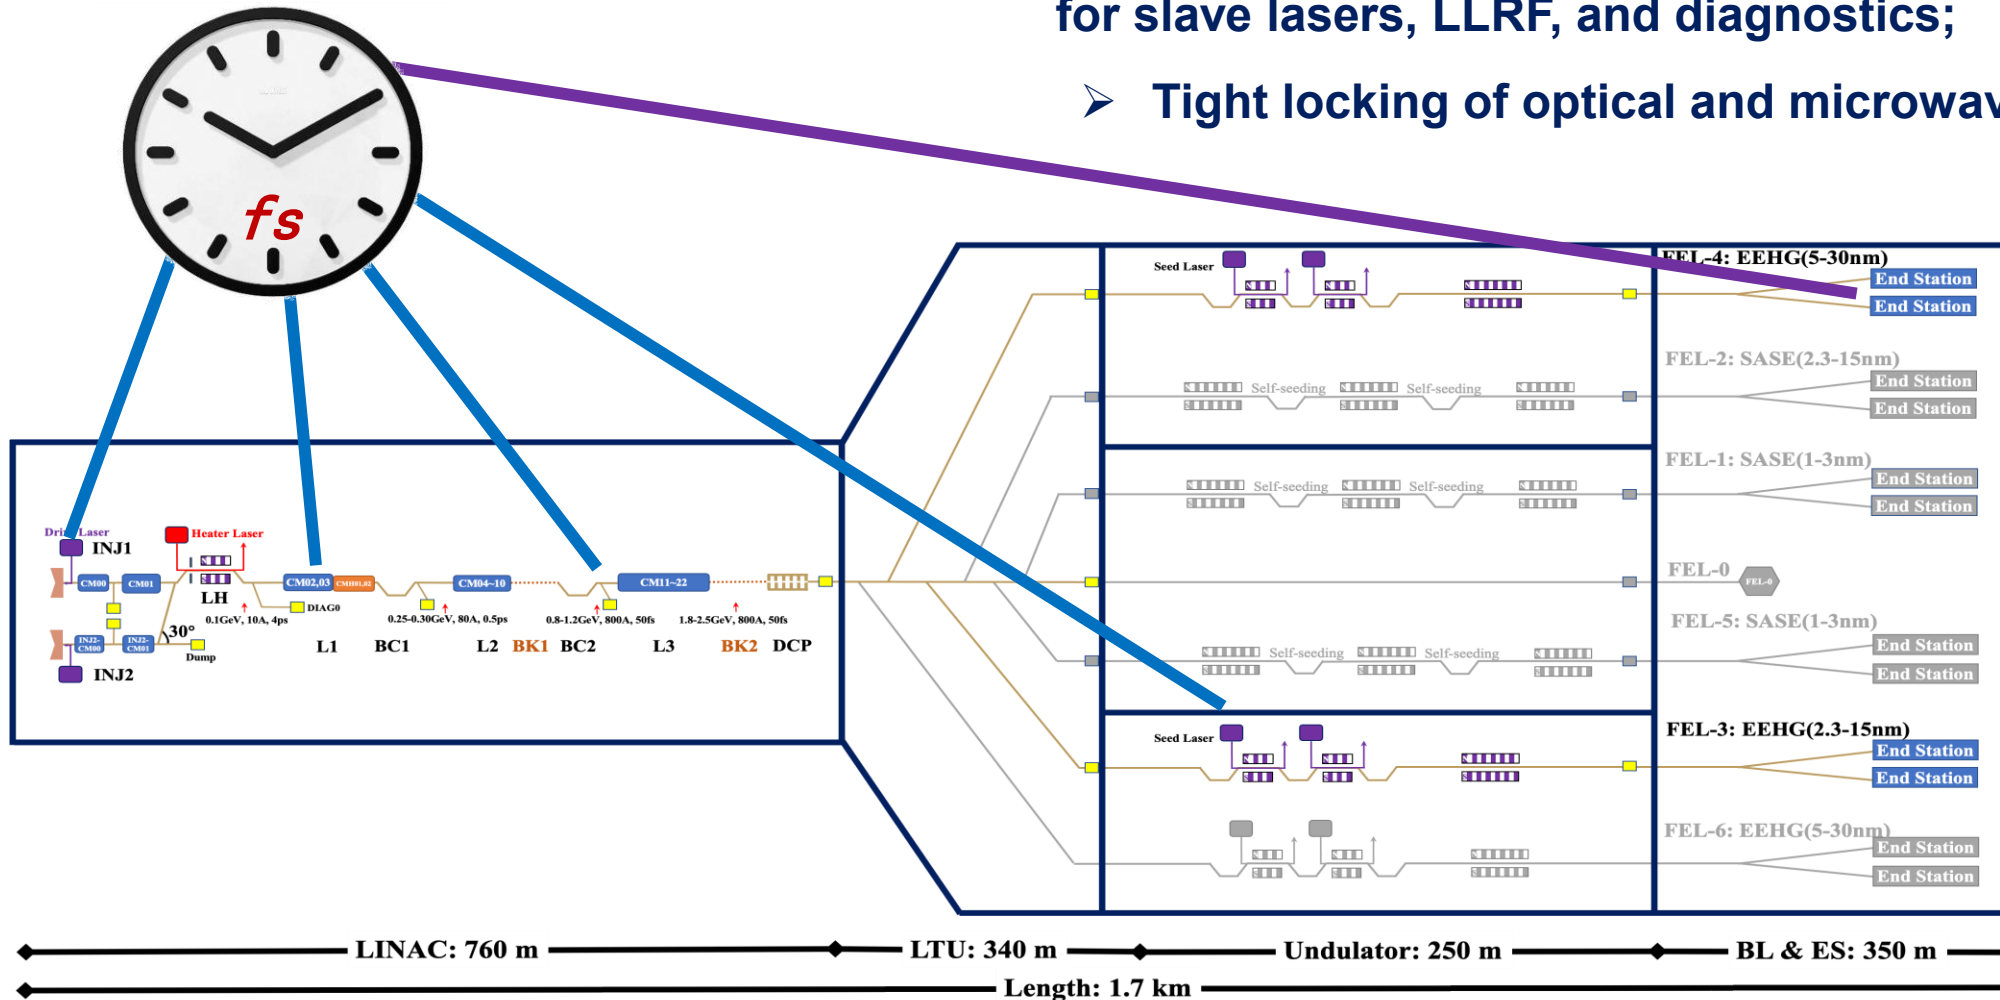 for slave lasers, LLRF, and diagnostics;
➢ Tight locking of optical and microwav
fs
Seed Laser
FEL-4: EEHG(5-30nm)
End Station
End Station
FEL-2: SASE(2.3-15nm)
Self-seeding
Self-seeding
End Station
End Station
FEL-1: SASE(1-3nm)
Self-seeding
Self-seeding
End Station
End Station
FEL-0
FEL-0
FEL-5: SASE(1-3nm)
Self-seeding
Self-seeding
End Station
End Station
Seed Laser
FEL-3: EEHG(2.3-15nm)
End Station
End Station
FEL-6: EEHG(5-30nm)
End Station
End Station
Laser
INJ1
Heater Laser
CM00
CM01
LH
CM02,03
CMH01,02
CM04~10
CM11~22
DIAG0
0.1GeV, 10A, 4ps
0.25-0.30GeV, 80A, 0.5ps
0.8-1.2GeV, 800A, 50fs
1.8-2.5GeV, 800A, 50fs
INJ2-CM00
INJ2-CM01
30°
Dump
L1
BC1
L2
BK1
BC2
L3
BK2
DCP
INJ2
LINAC: 760 m
LTU: 340 m
Undulator: 250 m
BL & ES: 350 m
Length: 1.7 km